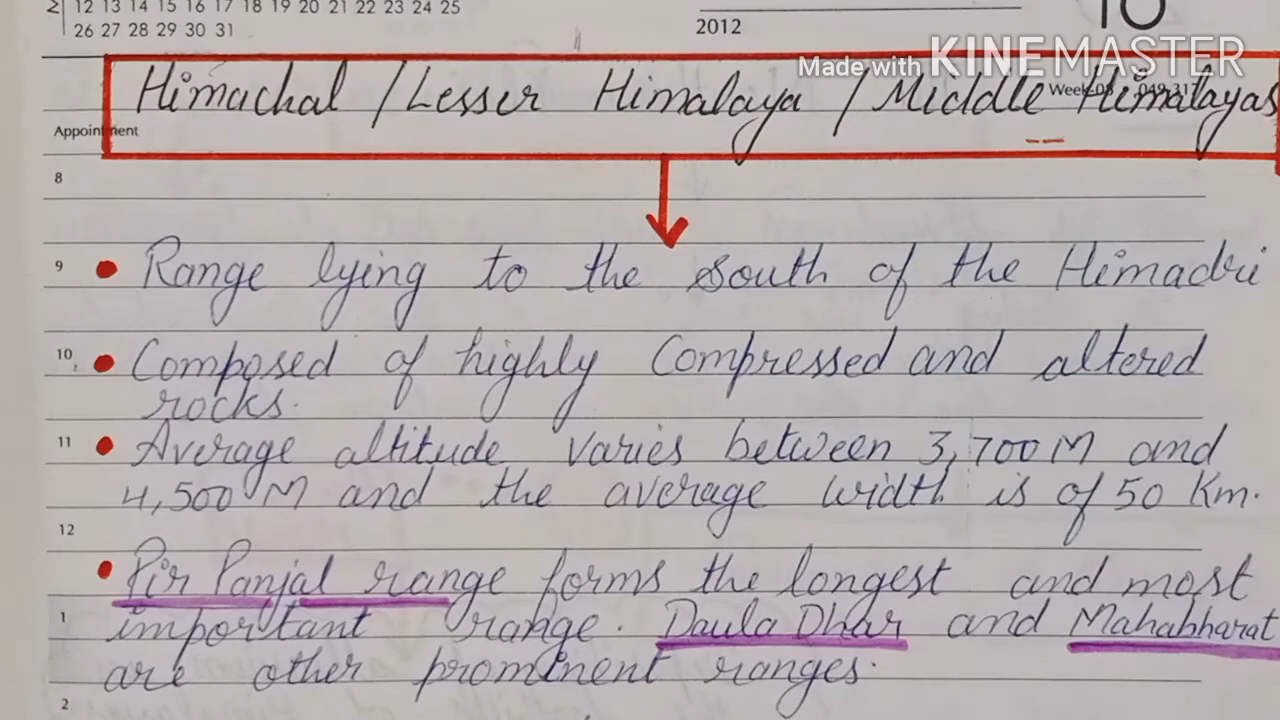 12 13 14 15 16 17 18 19 20 21 22 23 24 25
26 27 28 29 30 31
2012
10
Made with KINEMASTER
Himachal / Lesser Himalaya / Middle Himalayas
Appointment
8
9 • Range lying to the south of the Himadri
10 • Composed of highly Compressed and altered
rocks.
11 • Average altitude varies between 3,700 M and
4,500 M and the average width is of 50 Km.
12
• Pir Panjal range forms the longest and most
1 important range. Daula Dhar and Mahabharat
are other prominent ranges.
2